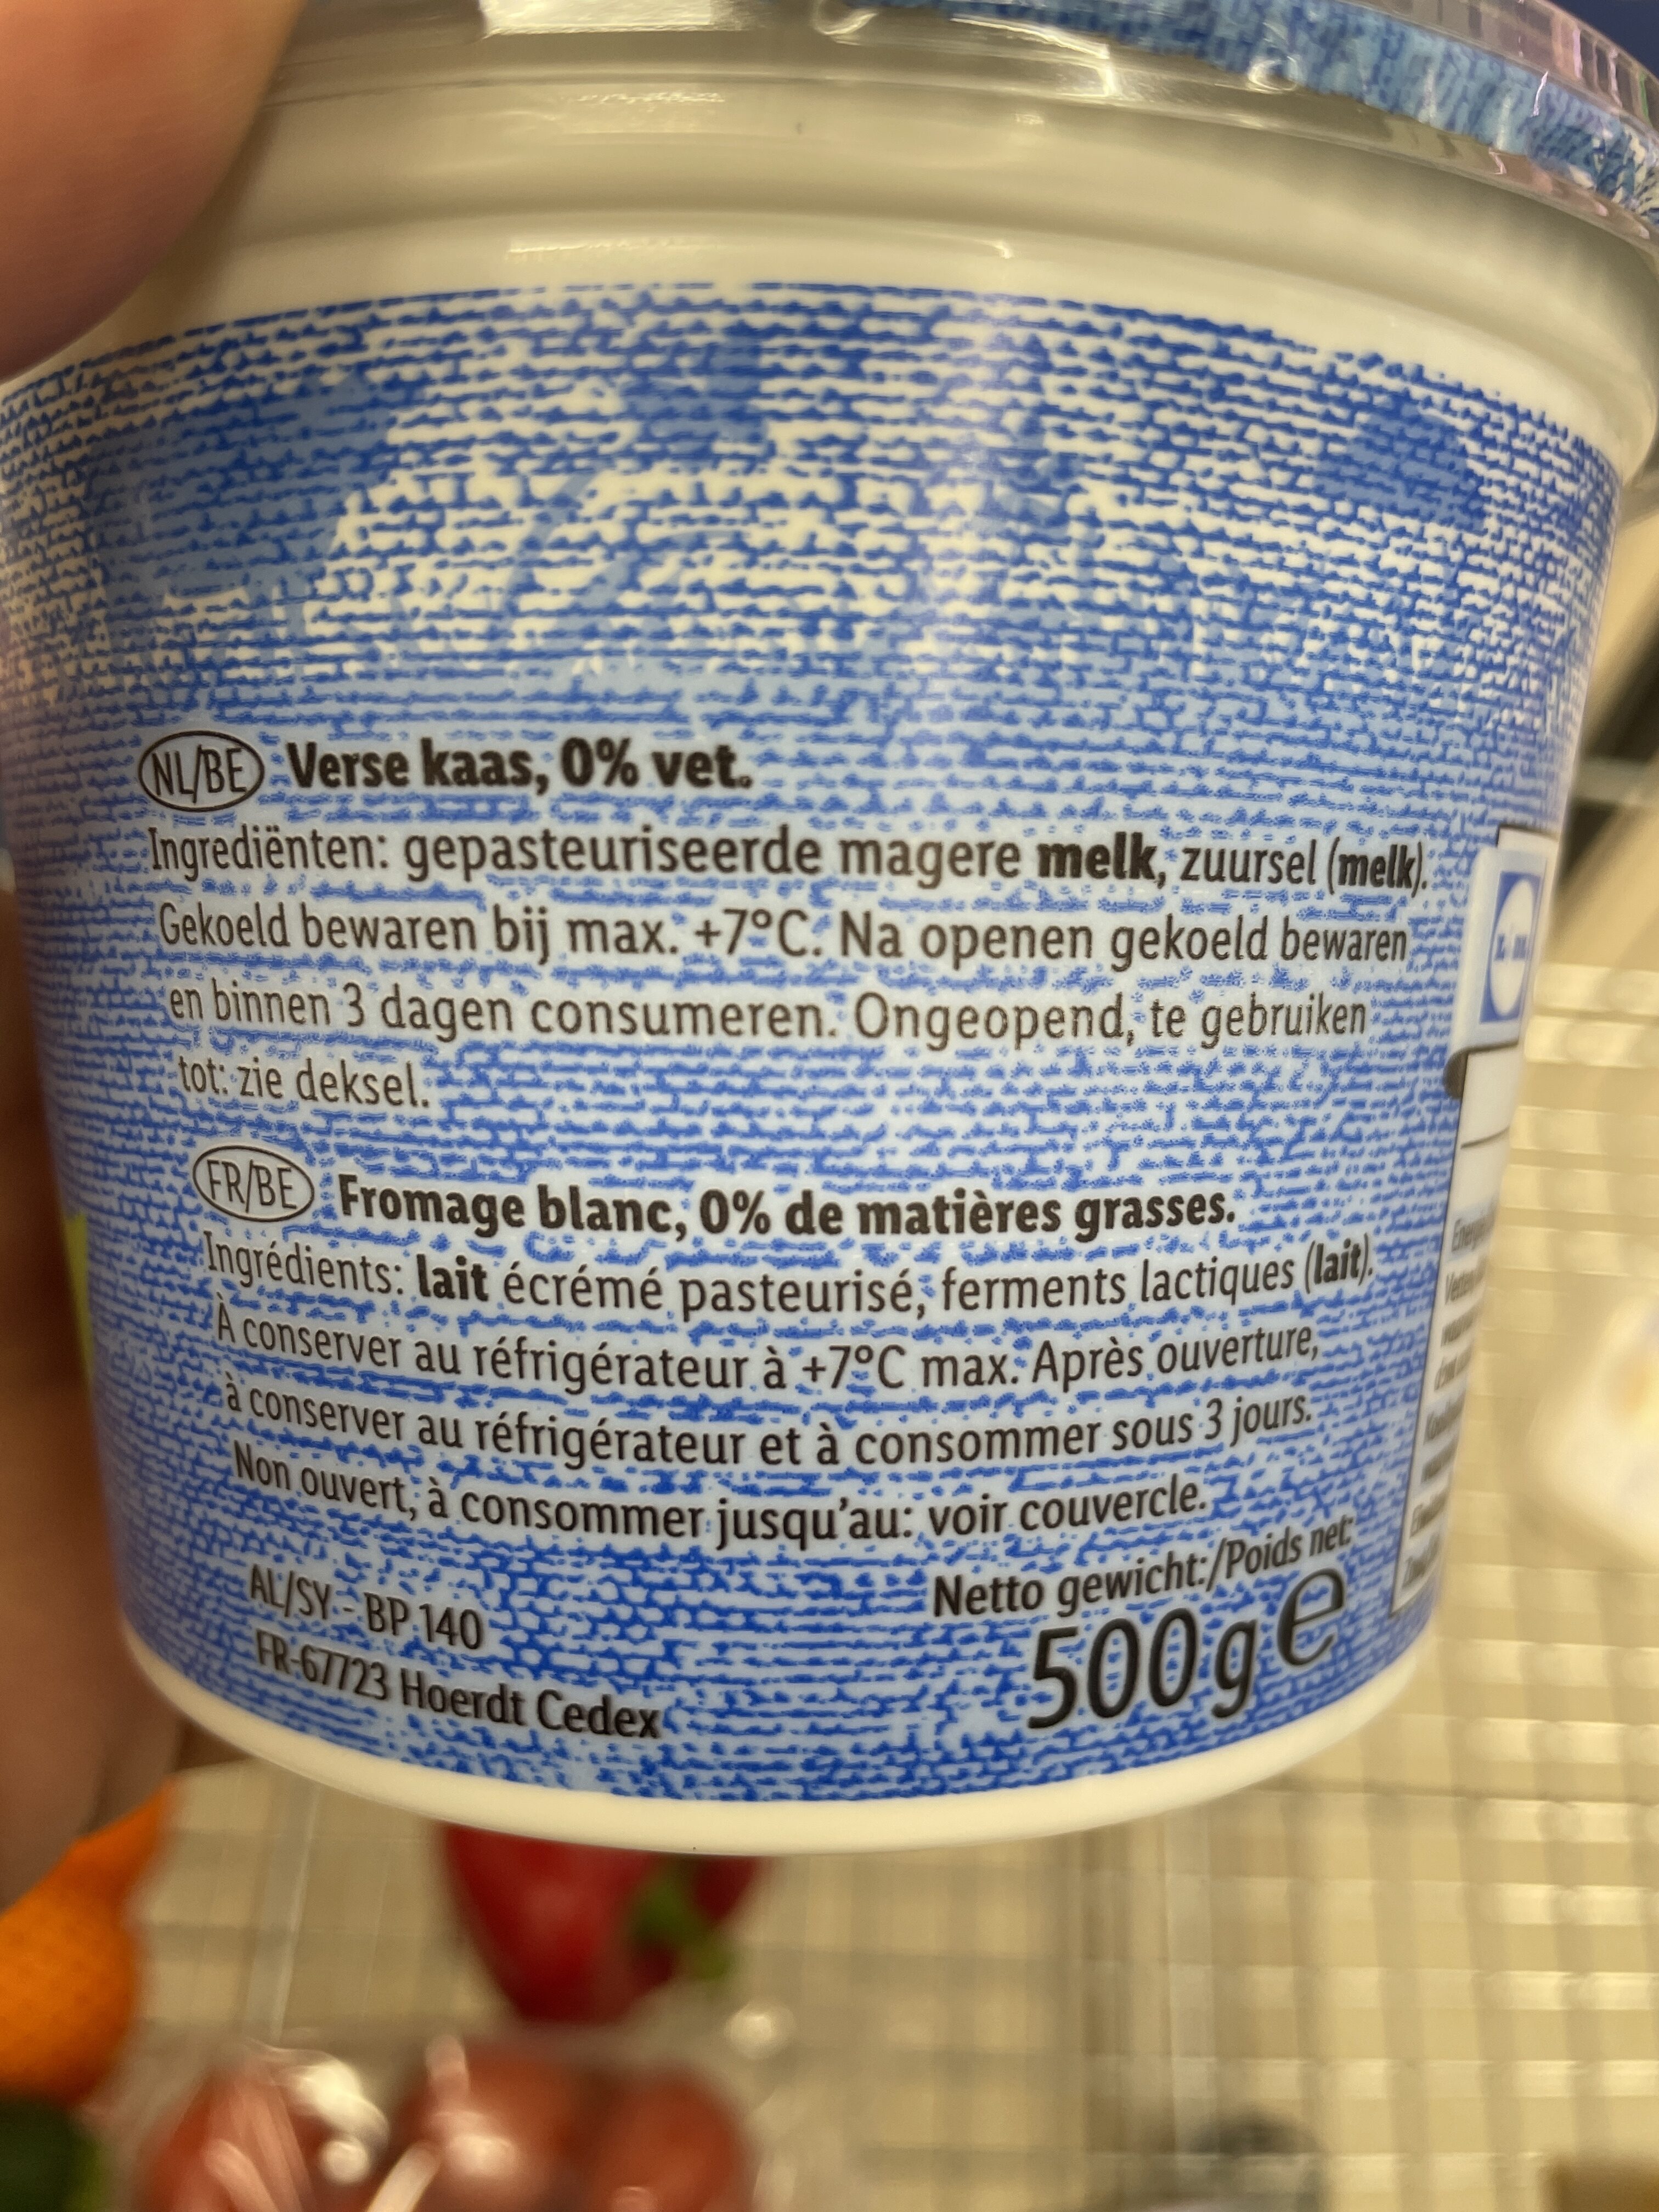 NL/BE Verse kaas, 0% vet.
Ingrediënten: gepasteuriseerde magere melk, zuursel (melk).
Gekoeld bewaren bij max. +7°C. Na openen gekoeld bewaren
en binnen 3 dagen consumeren. Ongeopend, te gebruiken
tot: zie deksel.
FR/BE Fromage blanc, 0% de matières grasses.
Ingrédients: lait écrémé pasteurisé, ferments lactiques (lait).
À conserver au réfrigérateur à +7°C max. Après ouverture,
à conserver au réfrigérateur et à consommer sous 3 jours.
Non ouvert, à consommer jusqu'au: voir couvercle.
AL/SY - BP 140
FR-67723 Hoerdt Cedex
Netto gewicht:/Poids net:
500g e